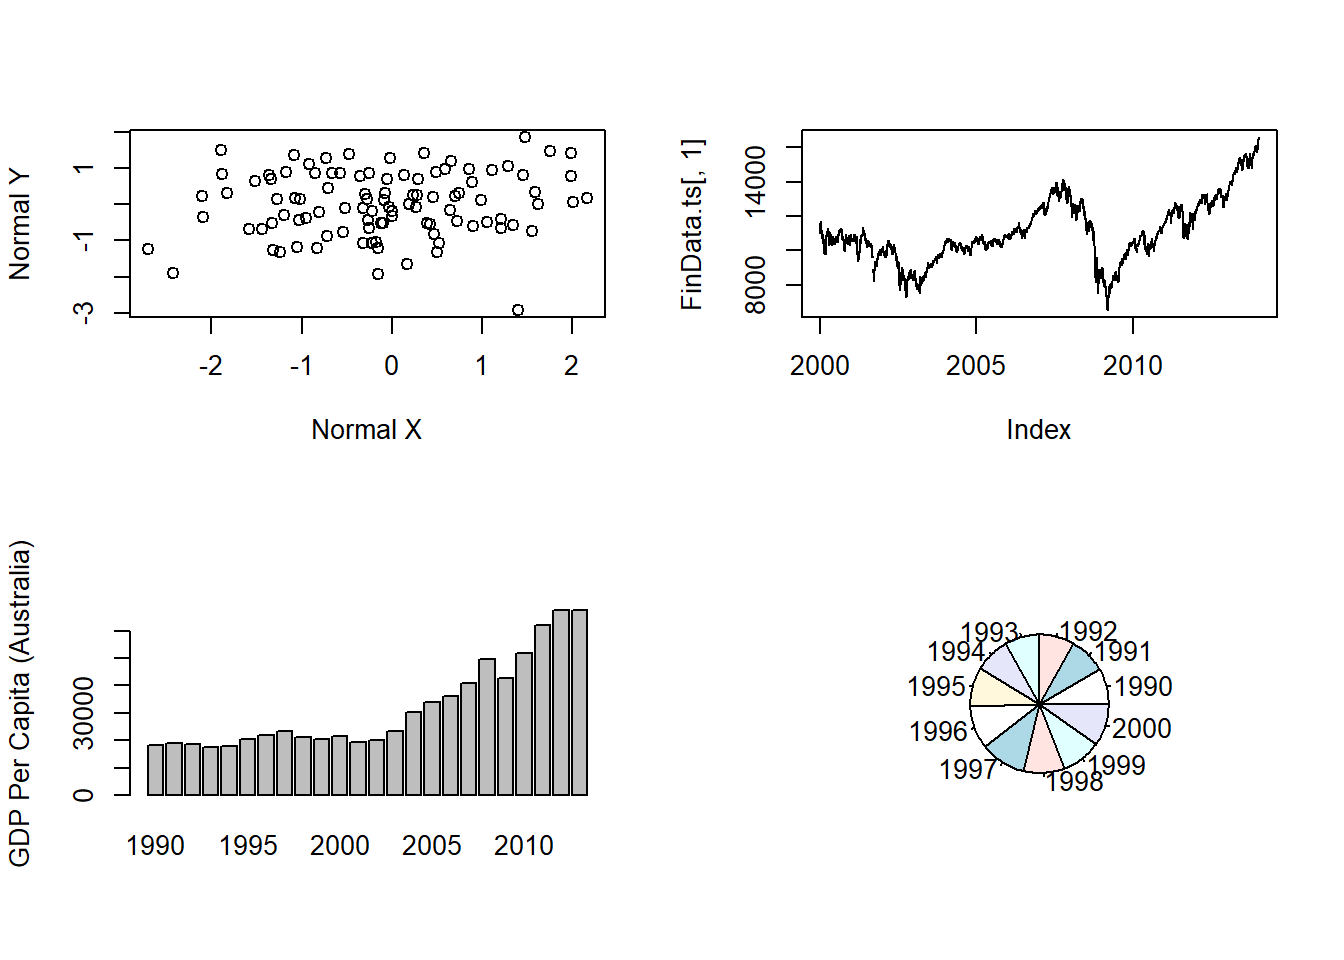 Normal Y
1
-1
-3
-2 -1 0 1 2
Normal X
FinData.ts[, 1]
14000
8000
2000 2005 2010
Index
GDP Per Capita (Australia)
30000
0
1990 1995 2000 2005 2010
1993 1992
1994 1991
1995 1990
1996 2000
1997 1999
1998